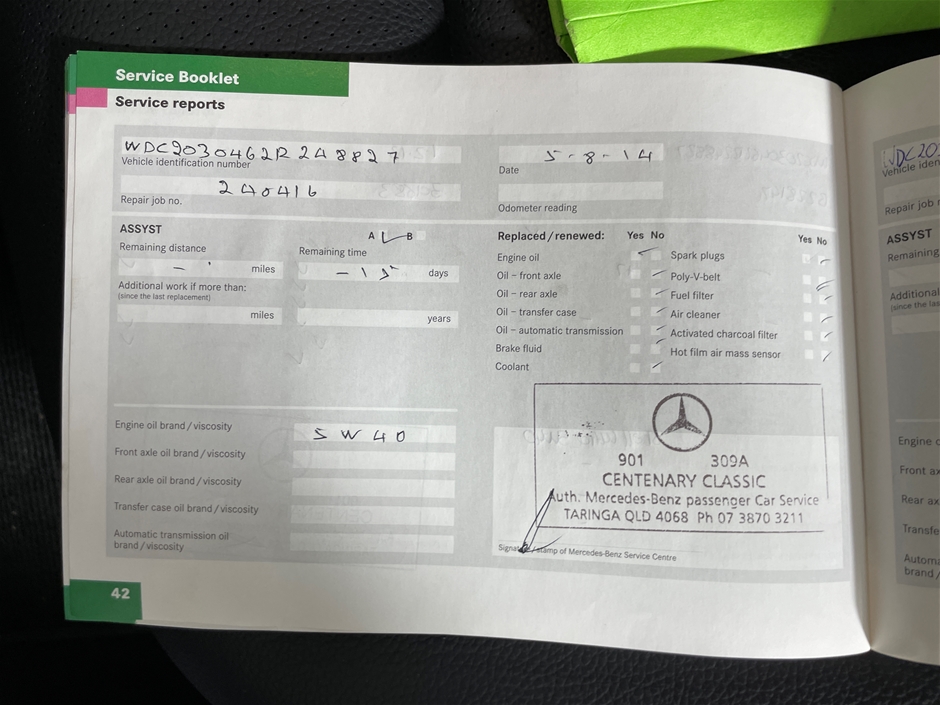 Service Booklet
Service reports
WDC2030462R248827
Vehicle identification number
240416
Repair job no.
5-8-14
Date
Odometer reading
ASSYST
A B
Remaining distance
Remaining time
miles
-15 days
Additional work if more than:
(since the last replacement)
miles
years
Replaced/renewed: Yes No
Yes No
Engine oil
Spark plugs
Oil – front axle
Poly-V-belt
Oil – rear axle
Fuel filter
Oil – transfer case
Air cleaner
Oil – automatic transmission
Activated charcoal filter
Brake fluid
Hot film air mass sensor
Coolant
Engine oil brand/viscosity
5W40
Front axle oil brand/viscosity
Rear axle oil brand/viscosity
Transfer case oil brand/viscosity
Automatic transmission oil
brand/viscosity
901 309A
CENTENARY CLASSIC
Auth. Mercedes-Benz passenger Car Service
TARINGA QLD 4068 Ph 07 3870 3211
stamp of Mercedes-Benz Service Centre
42
Vehicle iden
Repair job
ASSYST
Remaining
Additional
(since the las
Engine
Front ax
Rear ax
Transfe
Autom
brand/